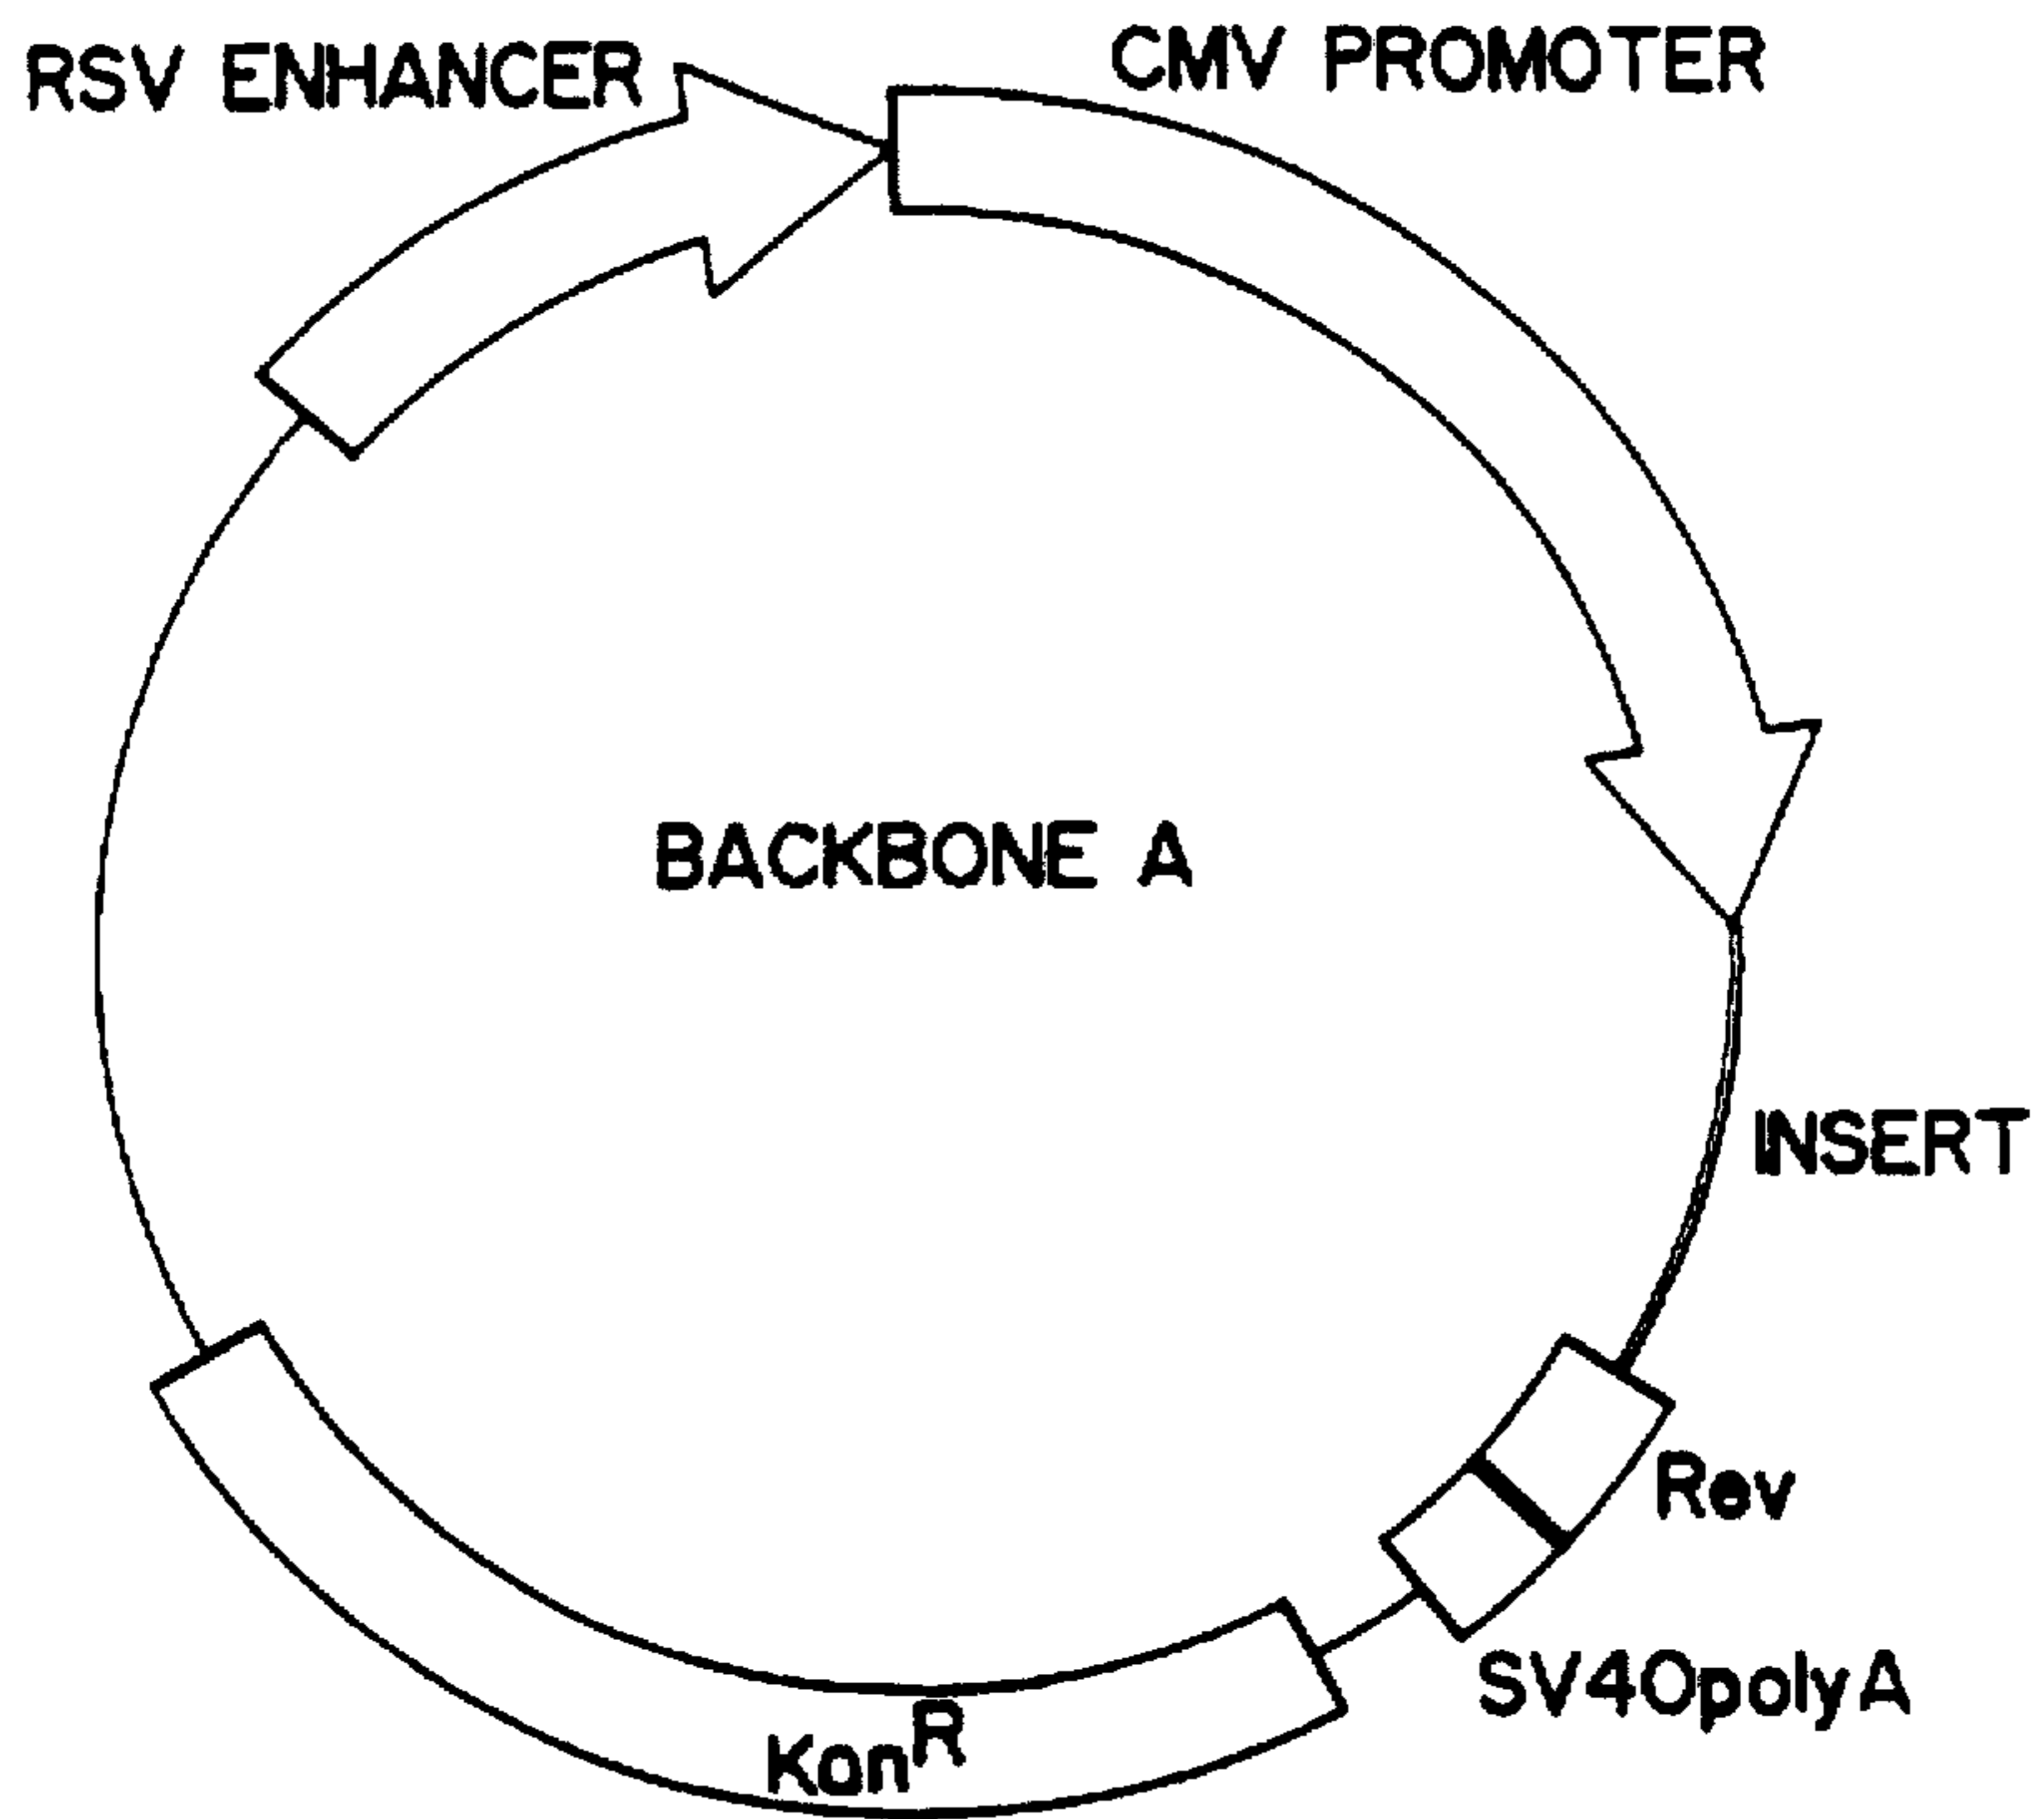 RSV ENHANCER
CMV PROMOTER
BACKBONE A
INSERT
Rev
SV40polyA
KanR